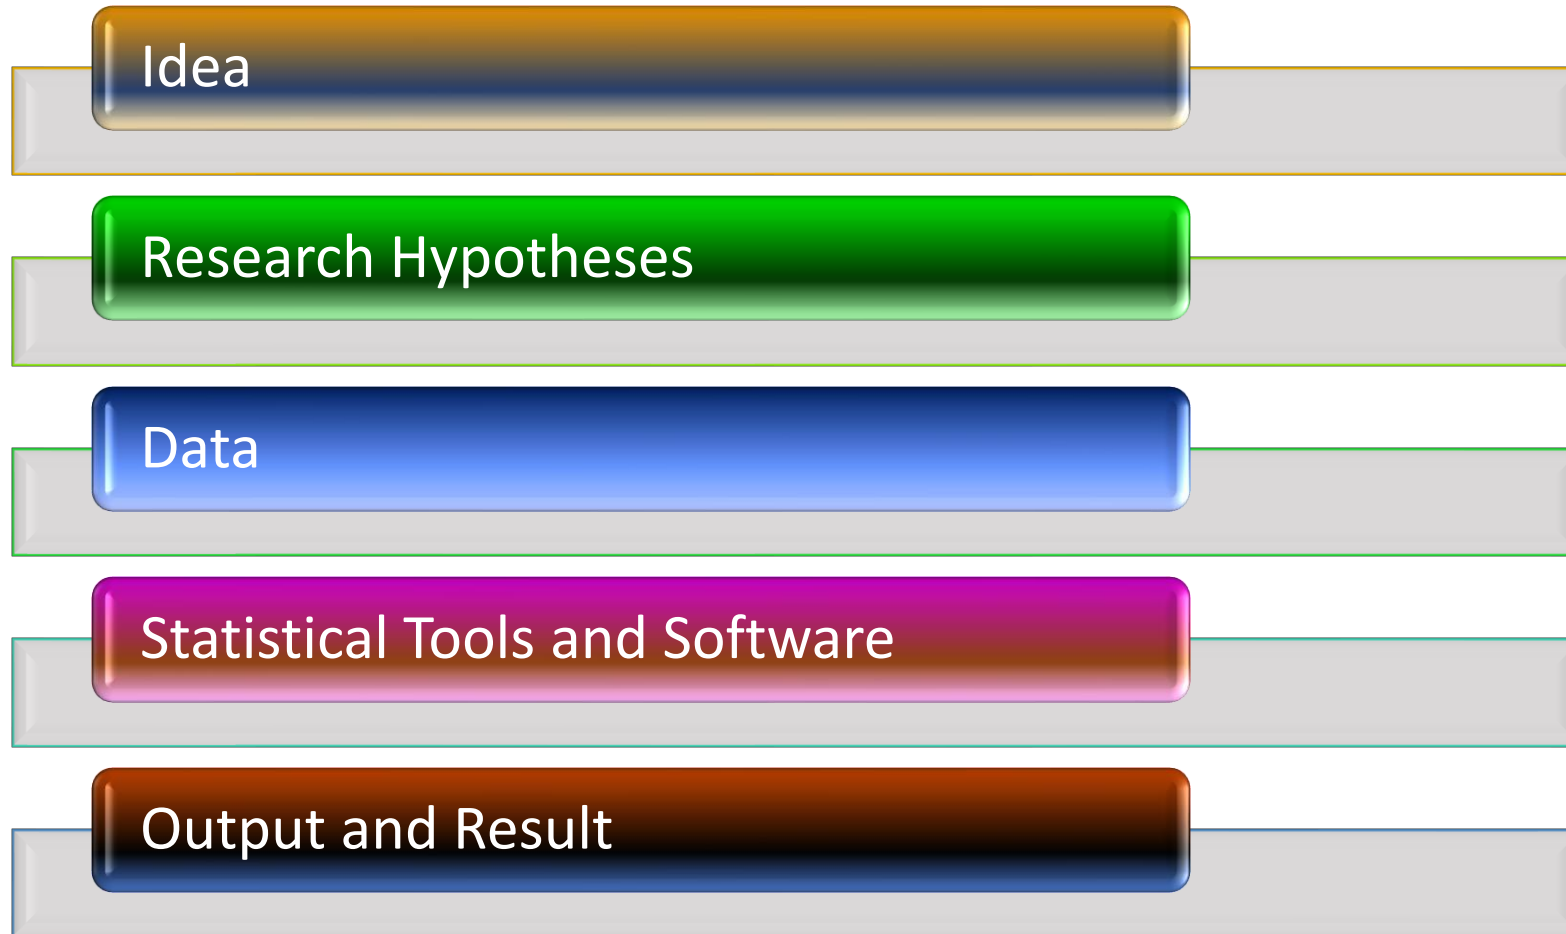 Idea
Research Hypotheses
Data
Statistical Tools and Software
Output and Result